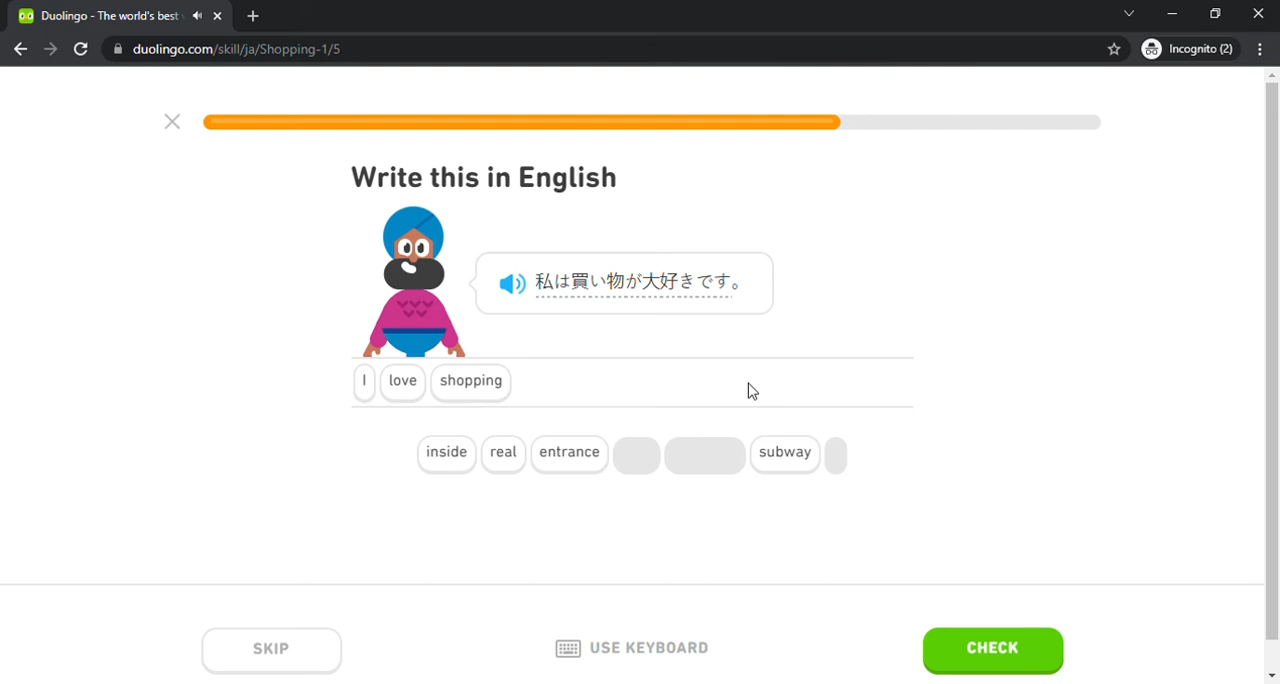 Duolingo - The world's best
duolingo.com/skill/ja/Shopping-1/5
Incognito (2)
Write this in English
私は買い物が大好きです。
I love shopping
inside real entrance subway
SKIP
USE KEYBOARD
CHECK